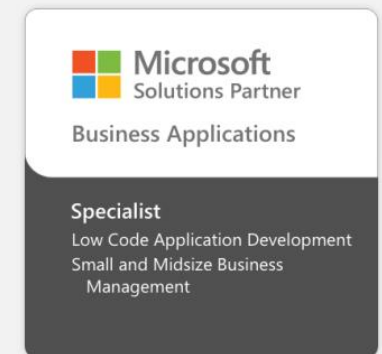 Microsoft
Solutions Partner
Business Applications
Specialist
Low Code Application Development
Small and Midsize Business
Management